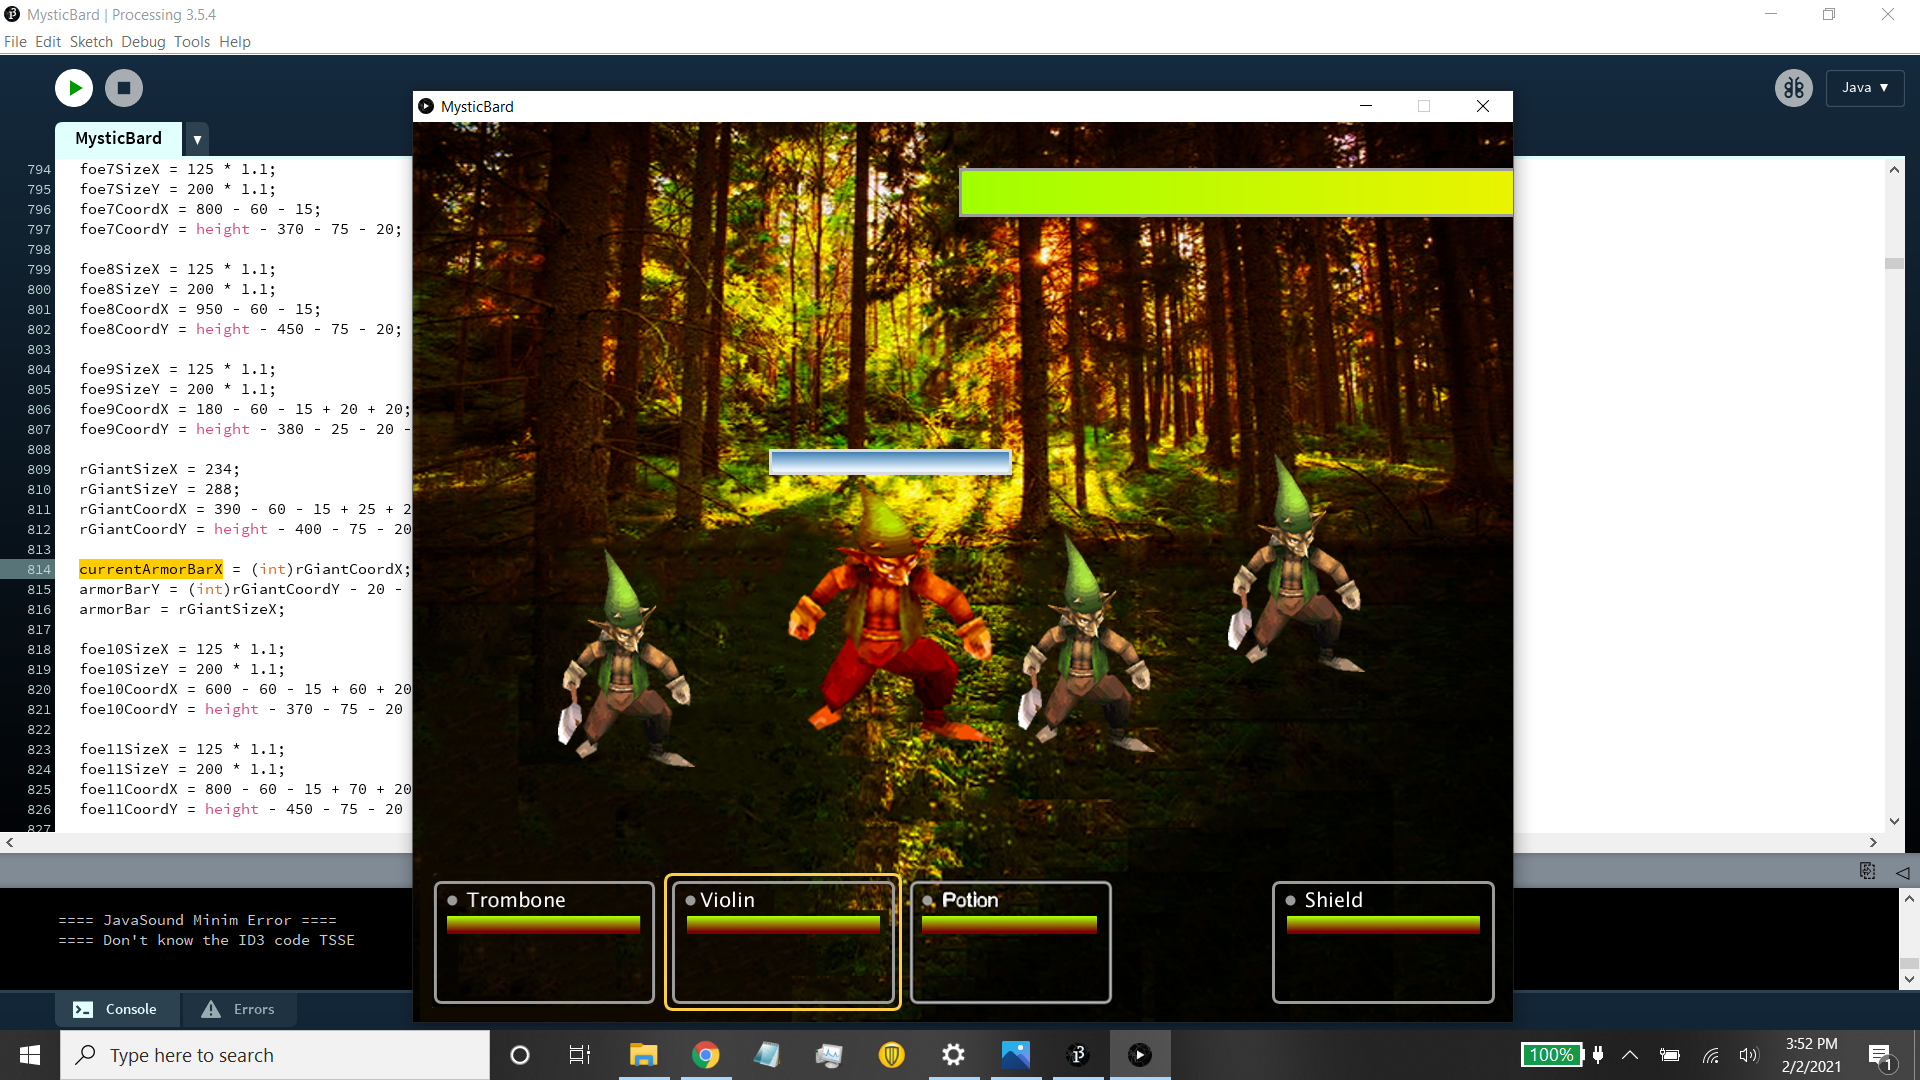 MysticBard | Processing 3.5.4
File Edit Sketch Debug Tools Help
Java ▼
MysticBard ▼
MysticBard
794 foe7SizeX = 125 * 1.1;
795 foe7SizeY = 200 * 1.1;
796 foe7CoordX = 800 - 60 - 15;
797 foe7CoordY = height - 370 - 75 - 20;
798
799 foe8SizeX = 125 * 1.1;
800 foe8SizeY = 200 * 1.1;
801 foe8CoordX = 950 - 60 - 15;
802 foe8CoordY = height - 450 - 75 - 20;
803
804 foe9SizeX = 125 * 1.1;
805 foe9SizeY = 200 * 1.1;
806 foe9CoordX = 180 - 60 - 15 + 20 + 20;
807 foe9CoordY = height - 380 - 25 - 20 -
808
809 rGiantSizeX = 234;
810 rGiantSizeY = 288;
811 rGiantCoordX = 390 - 60 - 15 + 25 + 2
812 rGiantCoordY = height - 400 - 75 - 20
813
814 currentArmorBarX = (int)rGiantCoordX;
815 armorBarY = (int)rGiantCoordY - 20 -
816 armorBar = rGiantSizeX;
817
818 foe10SizeX = 125 * 1.1;
819 foe10SizeY = 200 * 1.1;
820 foe10CoordX = 600 - 60 - 15 + 60 + 20
821 foe10CoordY = height - 370 - 75 - 20
822
823 foe11SizeX = 125 * 1.1;
824 foe11SizeY = 200 * 1.1;
825 foe11CoordX = 800 - 60 - 15 + 70 + 20
826 foe11CoordY = height - 450 - 75 - 20
827
Trombone
Violin
Potion
Shield
==== JavaSound Minim Error ====
==== Don't know the ID3 code TSSE
Console Errors
Type here to search
100%
3:52 PM
2/2/2021
1